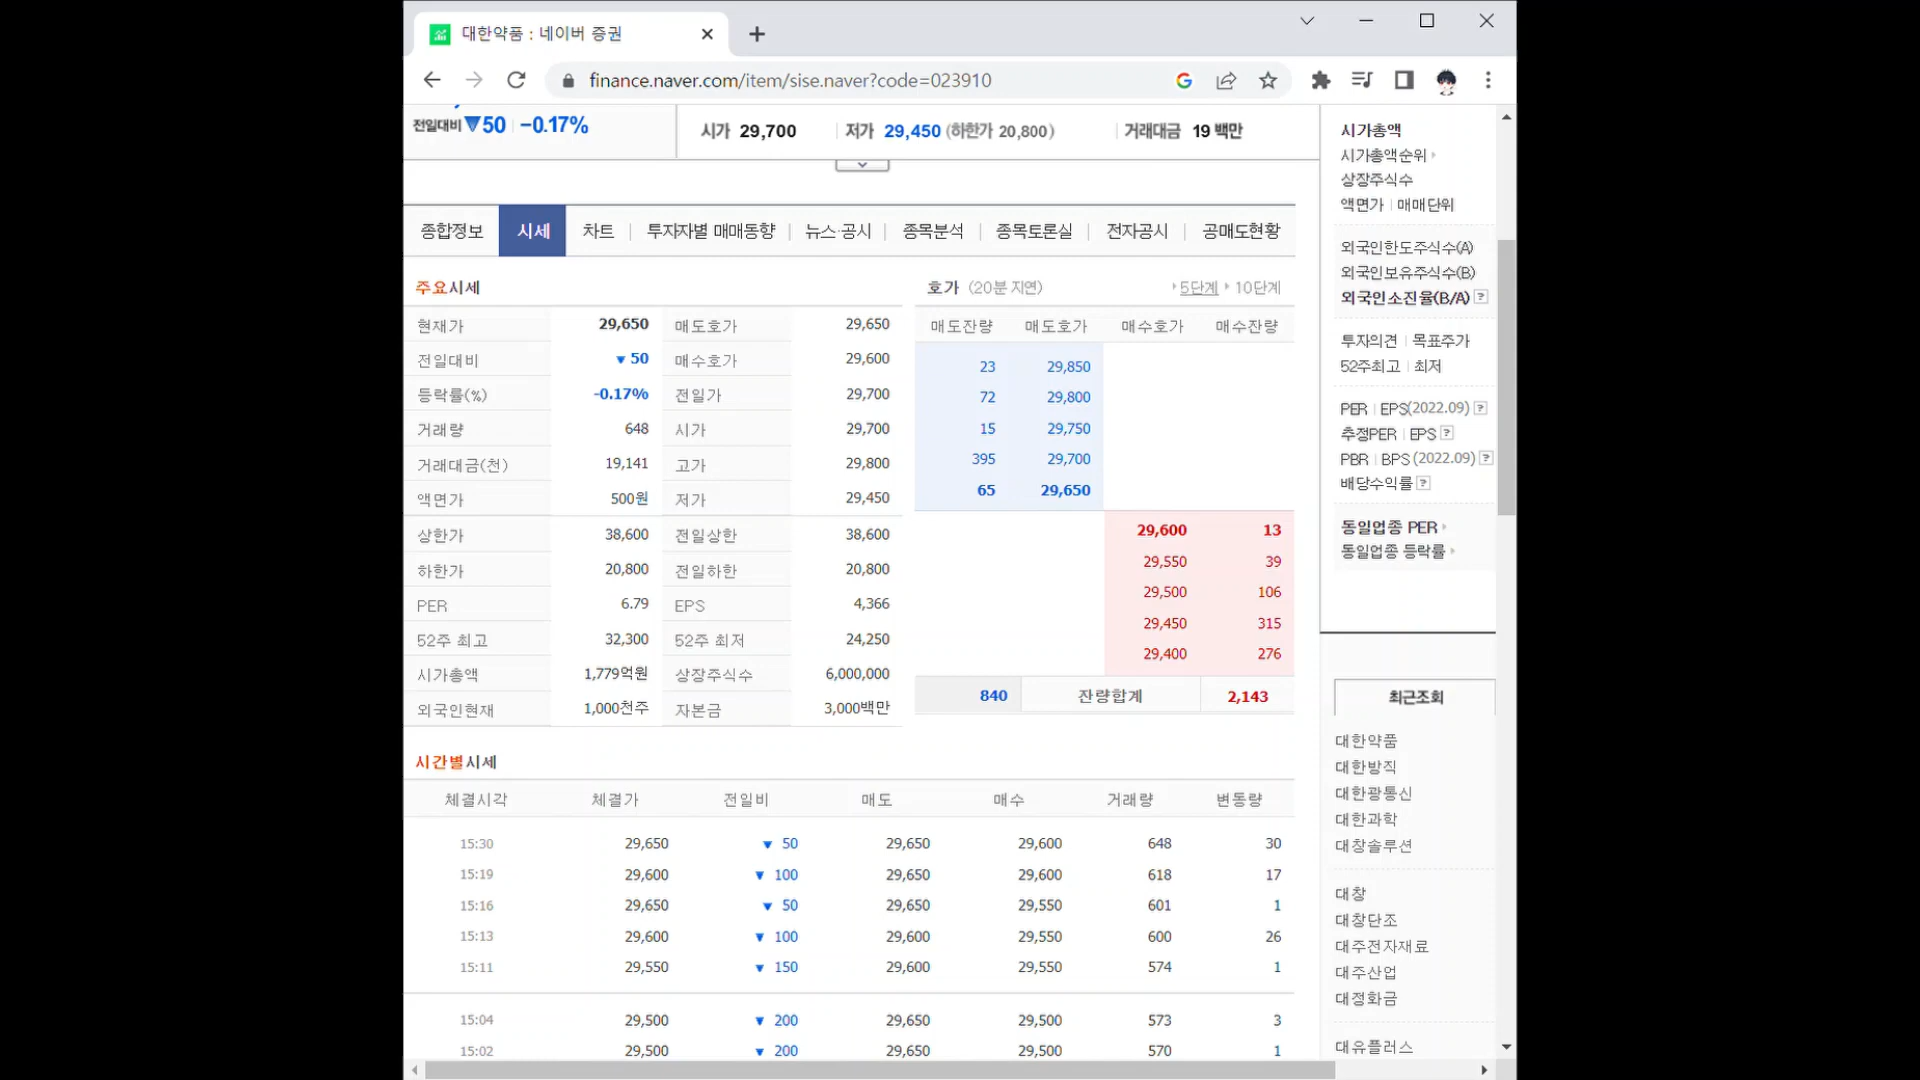 대한약품 : 네이버 증권
finance.naver.com/item/sise.naver?code=023910
전일대비 ▼50 -0.17%
시가 29,700 저가 29,450 (하한가 20,800) 거래대금 19 백만
종합정보 시세 차트 투자자별 매매동향 뉴스·공시 종목분석 종목토론실 전자공시 공매도현황
주요시세
현재가 29,650 매도호가 29,650
전일대비 ▼ 50 매수호가 29,600
등락률(%) -0.17% 전일가 29,700
거래량 648 시가 29,700
거래대금(천) 19,141 고가 29,800
액면가 500원 저가 29,450
상한가 38,600 전일상한 38,600
하한가 20,800 전일하한 20,800
PER 6.79 EPS 4,366
52주 최고 32,300 52주 최저 24,250
시가총액 1,779억원 상장주식수 6,000,000
외국인현재 1,000천주 자본금 3,000백만
호가 (20분 지연) 5단계 10단계
매도잔량 매도호가 매수호가 매수잔량
23 29,850
72 29,800
15 29,750
395 29,700
65 29,650
29,600 13
29,550 39
29,500 106
29,450 315
29,400 276
840 잔량합계 2,143
시간별시세
체결시각 체결가 전일비 매도 매수 거래량 변동량
15:30 29,650 ▼ 50 29,650 29,600 648 30
15:19 29,600 ▼ 100 29,650 29,600 618 17
15:16 29,650 ▼ 50 29,650 29,550 601 1
15:13 29,600 ▼ 100 29,600 29,550 600 26
15:11 29,550 ▼ 150 29,600 29,550 574 1
15:04 29,500 ▼ 200 29,650 29,500 573 3
15:02 29,500 ▼ 200 29,650 29,500 570 1
시가총액
시가총액순위
상장주식수
액면가 매매단위
외국인한도주식수(A)
외국인보유주식수(B)
외국인소진율(B/A) ?
투자의견 목표주가
52주최고 최저
PER EPS(2022.09) ?
추정PER EPS ?
PBR BPS (2022.09) ?
배당수익률 ?
동일업종 PER
동일업종 등락률
최근조회
대한약품
대한방직
대한광통신
대한과학
대창솔루션
대창
대창단조
대주전자재료
대주산업
대정화금
대유플러스